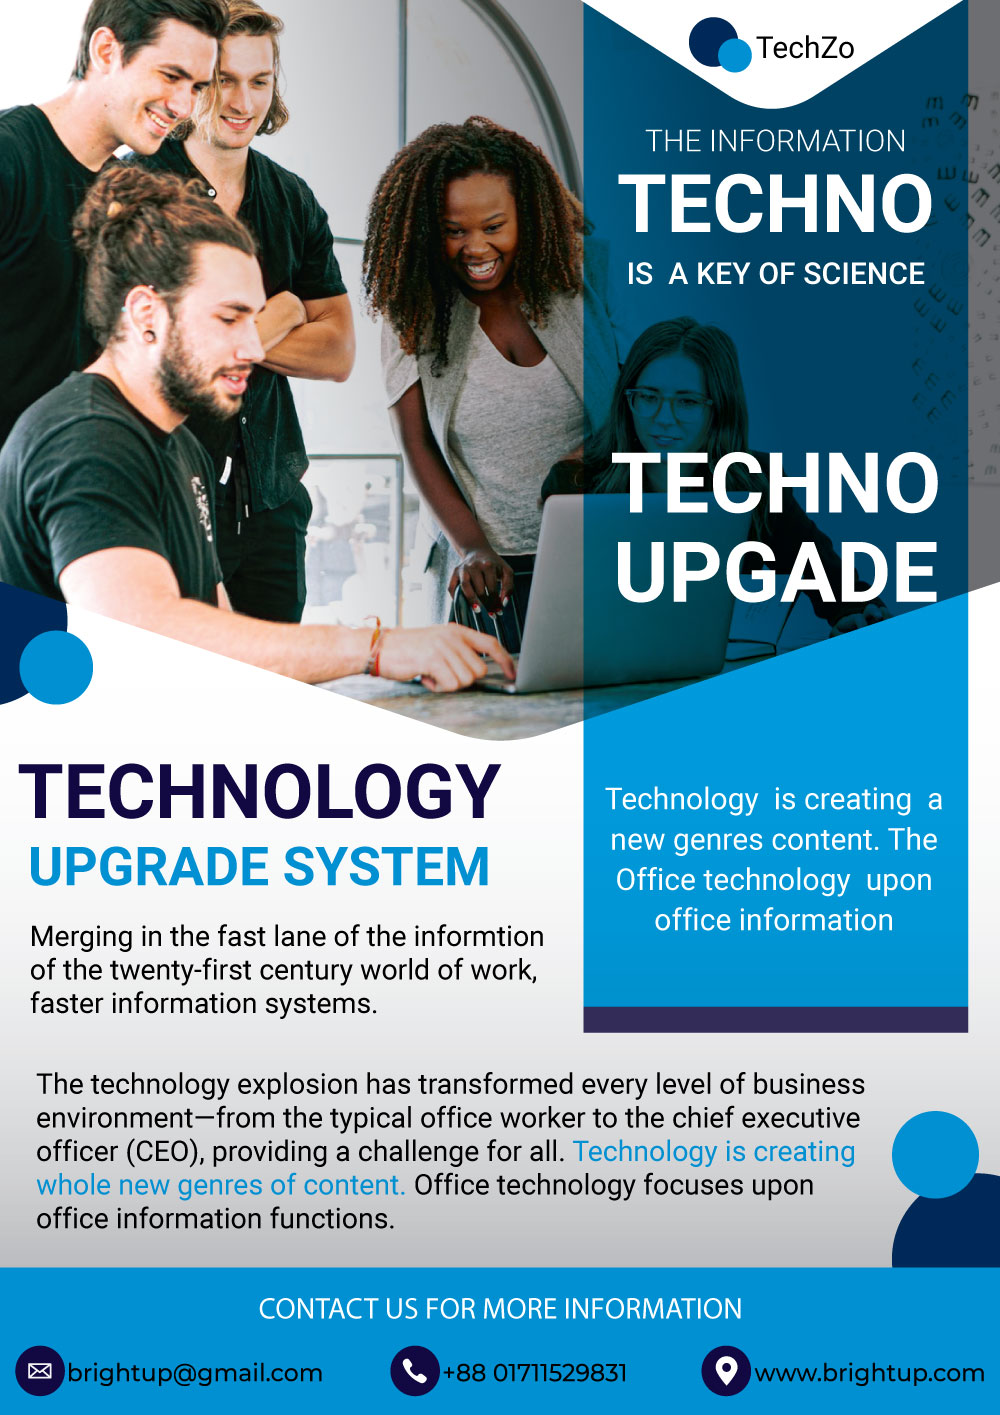 TechZo
THE INFORMATION
TECHNO
IS A KEY OF SCIENCE
TECHNO
UPGADE
TECHNOLOGY
UPGRADE SYSTEM
Merging in the fast lane of the informtion
of the twenty-first century world of work,
faster information systems.
Technology is creating a
new genres content. The
Office technology upon
office information
The technology explosion has transformed every level of business
environment—from the typical office worker to the chief executive
officer (CEO), providing a challenge for all. Technology is creating
whole new genres of content. Office technology focuses upon
office information functions.
CONTACT US FOR MORE INFORMATION
brightup@gmail.com
+88 01711529831
www.brightup.com